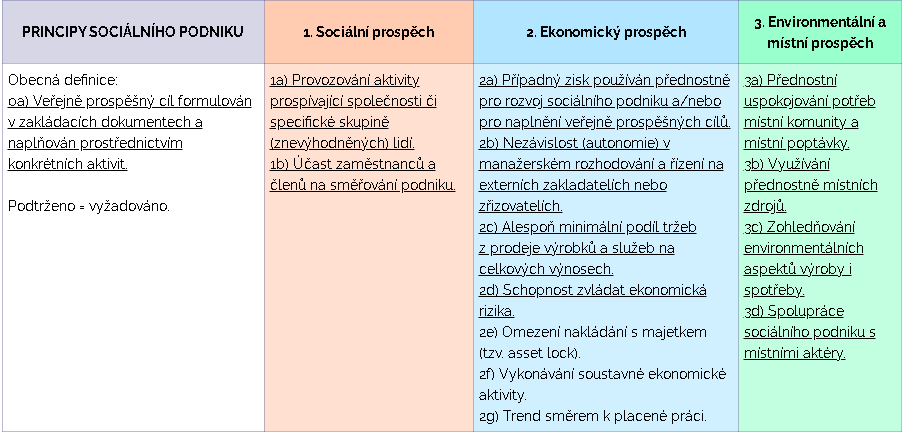 PRINCIPY SOCIÁLNÍHO PODNIKU
1. Sociální prospěch
2. Ekonomický prospěch
3. Environmentální a
místní prospěch
Obecná definice:
0a) Veřejně prospěšný cíl formulován
v zakládacích dokumentech a
naplňován prostřednictvím
konkrétních aktivit.
Podtrženo = vyžadováno.
1a) Provozování aktivity
prospívající společnosti či
specifické skupině
(znevýhodněných) lidí.
1b) Účast zaměstnanců a
členů na směřování podniku.
2a) Případný zisk používán přednostně
pro rozvoj sociálního podniku a/nebo
pro naplnění veřejně prospěšných cílů.
2b) Nezávislost (autonomie) v
manažerském rozhodování a řízení na
externích zakladatelích nebo
zřizovatelích.
2c) Alespoň minimální podíl tržeb
z prodeje výrobků a služeb na
celkových výnosech.
2d) Schopnost zvládat ekonomická
rizika.
2e) Omezení nakládání s majetkem
(tzv. asset lock).
2f) Vykonávání soustavné ekonomické
aktivity.
2g) Trend směrem k placené práci.
3a) Přednostní
uspokojování potřeb
místní komunity a
místní poptávky.
3b) Využívání
přednostně místních
zdrojů.
3c) Zohledňování
environmentálních
aspektů výroby i
spotřeby.
3d) Spolupráce
sociálního podniku s
místními aktéry.